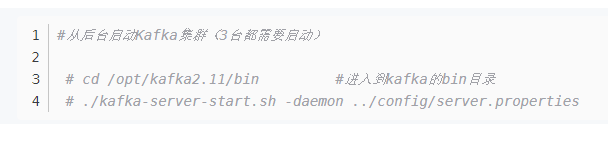 1 #从后台启动Kafka集群（3台都需要启动）
2
3 # cd /opt/kafka2.11/bin #进入到kafka的bin目录
4 # ./kafka-server-start.sh -daemon ../config/server.properties